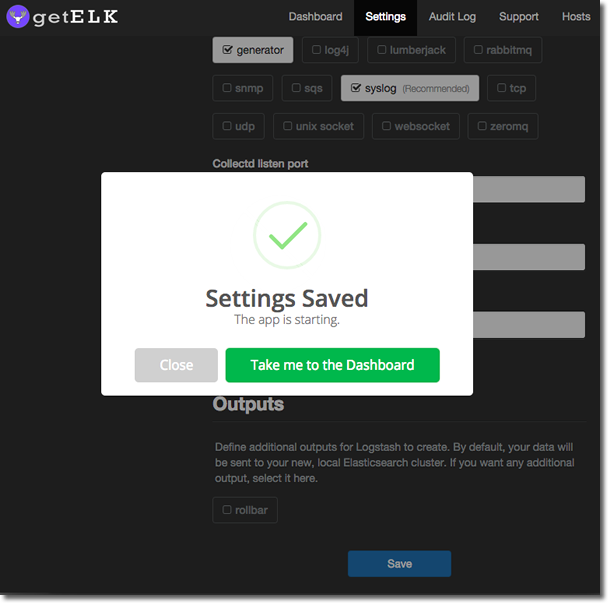 getELK Dashboard Settings Audit Log Support Hosts
generator log4j lumberjack rabbitmq
snmp sqs syslog (Recommended) tcp
udp unix socket websocket zeromq
Collectd listen port
Settings Saved
The app is starting.
Close Take me to the Dashboard
Outputs
Define additional outputs for Logstash to create. By default, your data will
be sent to your new, local Elasticsearch cluster. If you want any additional
output, select it here.
rollbar
Save